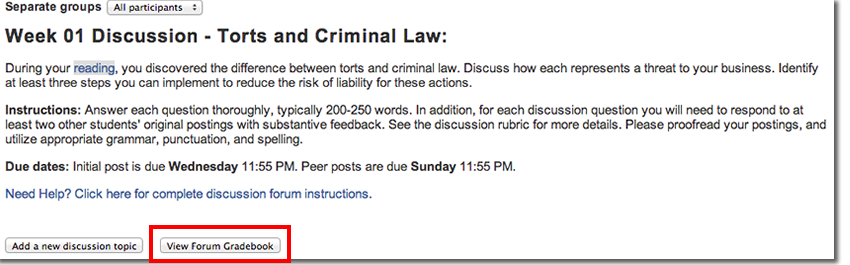 Separate groups All participants
Week 01 Discussion - Torts and Criminal Law:
During your reading, you discovered the difference between torts and criminal law. Discuss how each represents a threat to your business. Identify
at least three steps you can implement to reduce the risk of liability for these actions.
Instructions: Answer each question thoroughly, typically 200-250 words. In addition, for each discussion question you will need to respond to at
least two other students' original postings with substantive feedback. See the discussion rubric for more details. Please proofread your postings, and
utilize appropriate grammar, punctuation, and spelling.
Due dates: Initial post is due Wednesday 11:55 PM. Peer posts are due Sunday 11:55 PM.
Need Help? Click here for complete discussion forum instructions.
Add a new discussion topic View Forum Gradebook